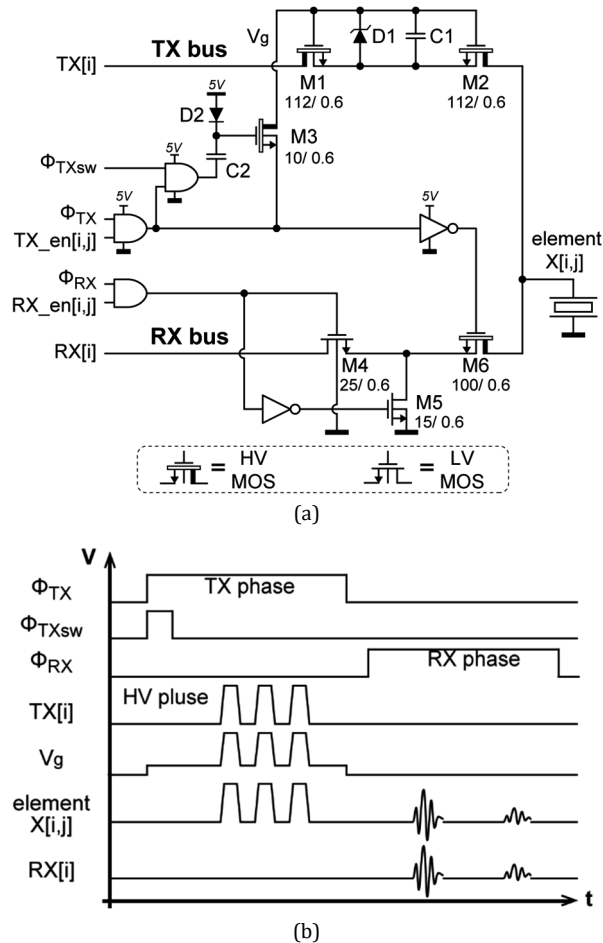 Vg
D1
C1
TX bus
TX[i]
M1
112/ 0.6
M2
112/ 0.6
5V
D2
M3
10/ 0.6
5V
C2
ΦTXsw
5V
5V
ΦTX
TX_en[i,j]
element
X[i,j]
ΦRX
RX_en[i,j]
RX bus
RX[i]
M4
25/ 0.6
M6
100/ 0.6
M5
15/ 0.6
= HV
MOS
= LV
MOS
(a)
V
ΦTX
TX phase
ΦTXsw
ΦRX
RX phase
HV pluse
TX[i]
Vg
element
X[i,j]
RX[i]
t
(b)